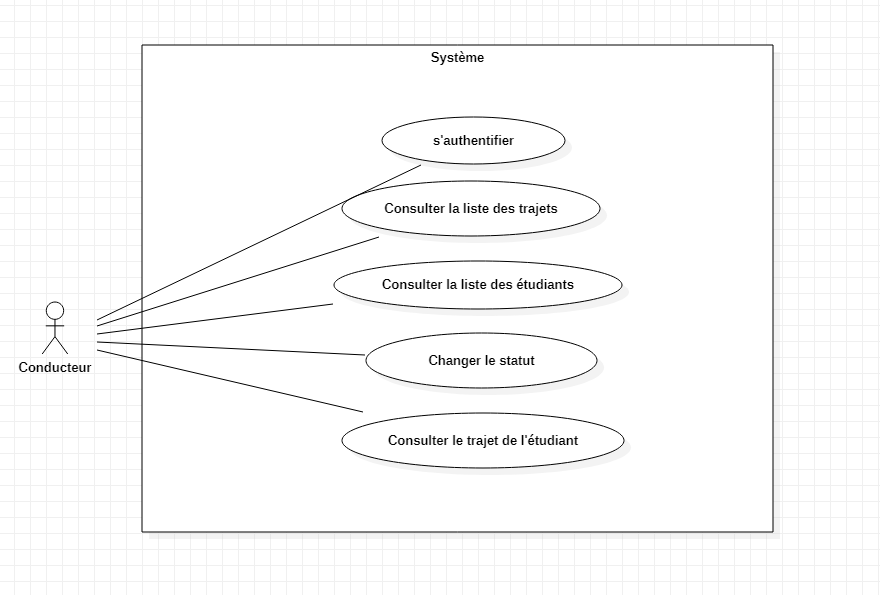 Système
s'authentifier
Consulter la liste des trajets
Consulter la liste des étudiants
Changer le statut
Consulter le trajet de l'étudiant
Conducteur